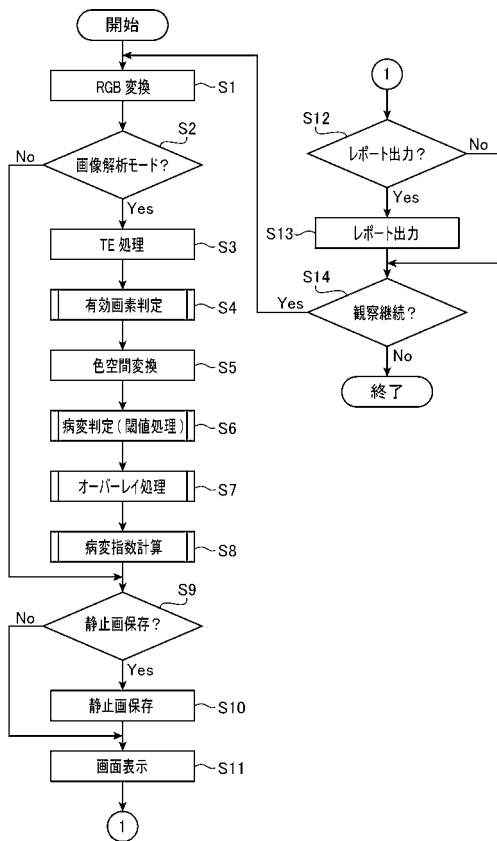 開始
RGB 変換
S1
S2
No
画像解析モード?
Yes
TE 処理
S3
有効画素判定
S4
色空間変換
S5
病変判定(閾値処理)
S6
オーバーレイ処理
S7
病変指数計算
S8
S9
No
静止画保存?
Yes
静止画保存
S10
画面表示
S11
1
1
S12
No
レポート出力?
Yes
S13
レポート出力
S14
Yes
観察継続?
No
終了